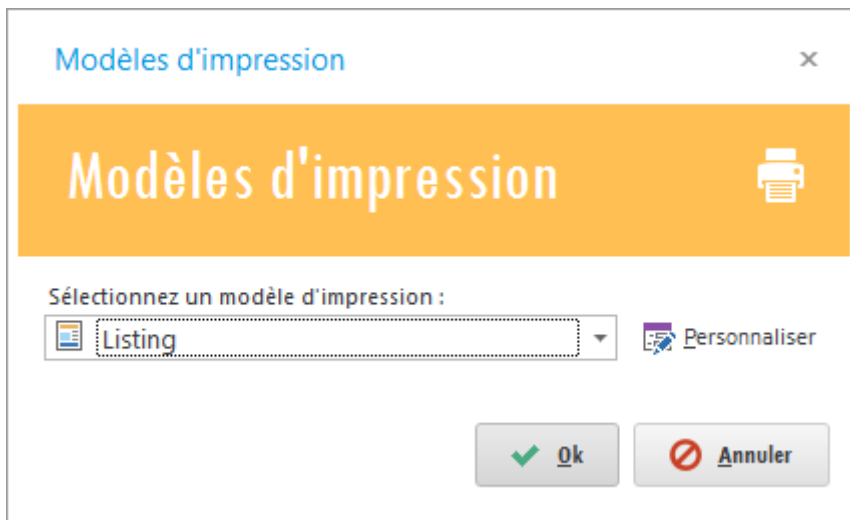 Modèles d'impression
Modèles d'impression
Sélectionnez un modèle d'impression :
Listing
Personnaliser
Ok
Annuler